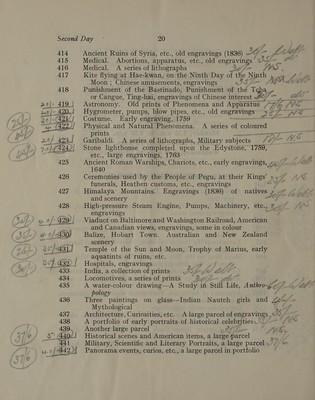 Second Day 20
414 Ancient Ruins of Syria, etc., old engravings (1836)
415 Medical. Abortions, apparatus, etc., old engravings
416 Medical. A series of lithographs
417 Kite flying at Hae-kwan, on the Ninth Day of the Ninth
Moon; Chinese amusements, engravings
418 Punishment of the Bastinado, Punishment of the Tcha
or Cangue, Ting-hai, engravings of Chinese interest
419 Astronomy. Old prints of Phenomena and Apparatus
420 Hygrometer, pumps, blow pipes, etc., old engravings
421 Costume. Early engraving, 1759
422 Physical and Natural Phenomena. A series of coloured
prints
423 Garibaldi. A series of lithographs, Military subjects
424 Stone lighthouse completed upon the Edystone, 1759,
etc., large engravings, 1763
425 Ancient Roman Warships, Chariots, etc., early engravings,
1640
426 Ceremonies used by the People of Pegu, at their Kings'
funerals, Heathen customs, etc., engravings
427 Himalaya Mountains. Engravings (1836) of natives
and scenery
428 High-pressure Steam Engine, Pumps, Machinery, etc.,
engravings
429 Viaduct on Baltimore and Washington Railroad, American
and Canadian views, engravings, some in colour
430 Balize, Hobart Town. Australian and New Zealand
scenery
431 Temple of the Sun and Moon, Trophy of Marius, early
aquatints of ruins, etc.
432 Hospitals, engravings
433 India, a collection of prints
434 Locomotives, a series of prints
435 A water-colour drawing—A Study in Still Life, Anthro-
pology
436 Three paintings on glass—Indian Nautch girls and
Mythological
437 Architecture, Curiosities, etc. A large parcel of engravings
438 A portfolio of early portraits of historical celebrities
439 Another large parcel
440 Historical scenes and American items, a large parcel
441 Military, Scientific and Literary Portraits, a large parcel
442 Panorama events, curios, etc., a large parcel in portfolio